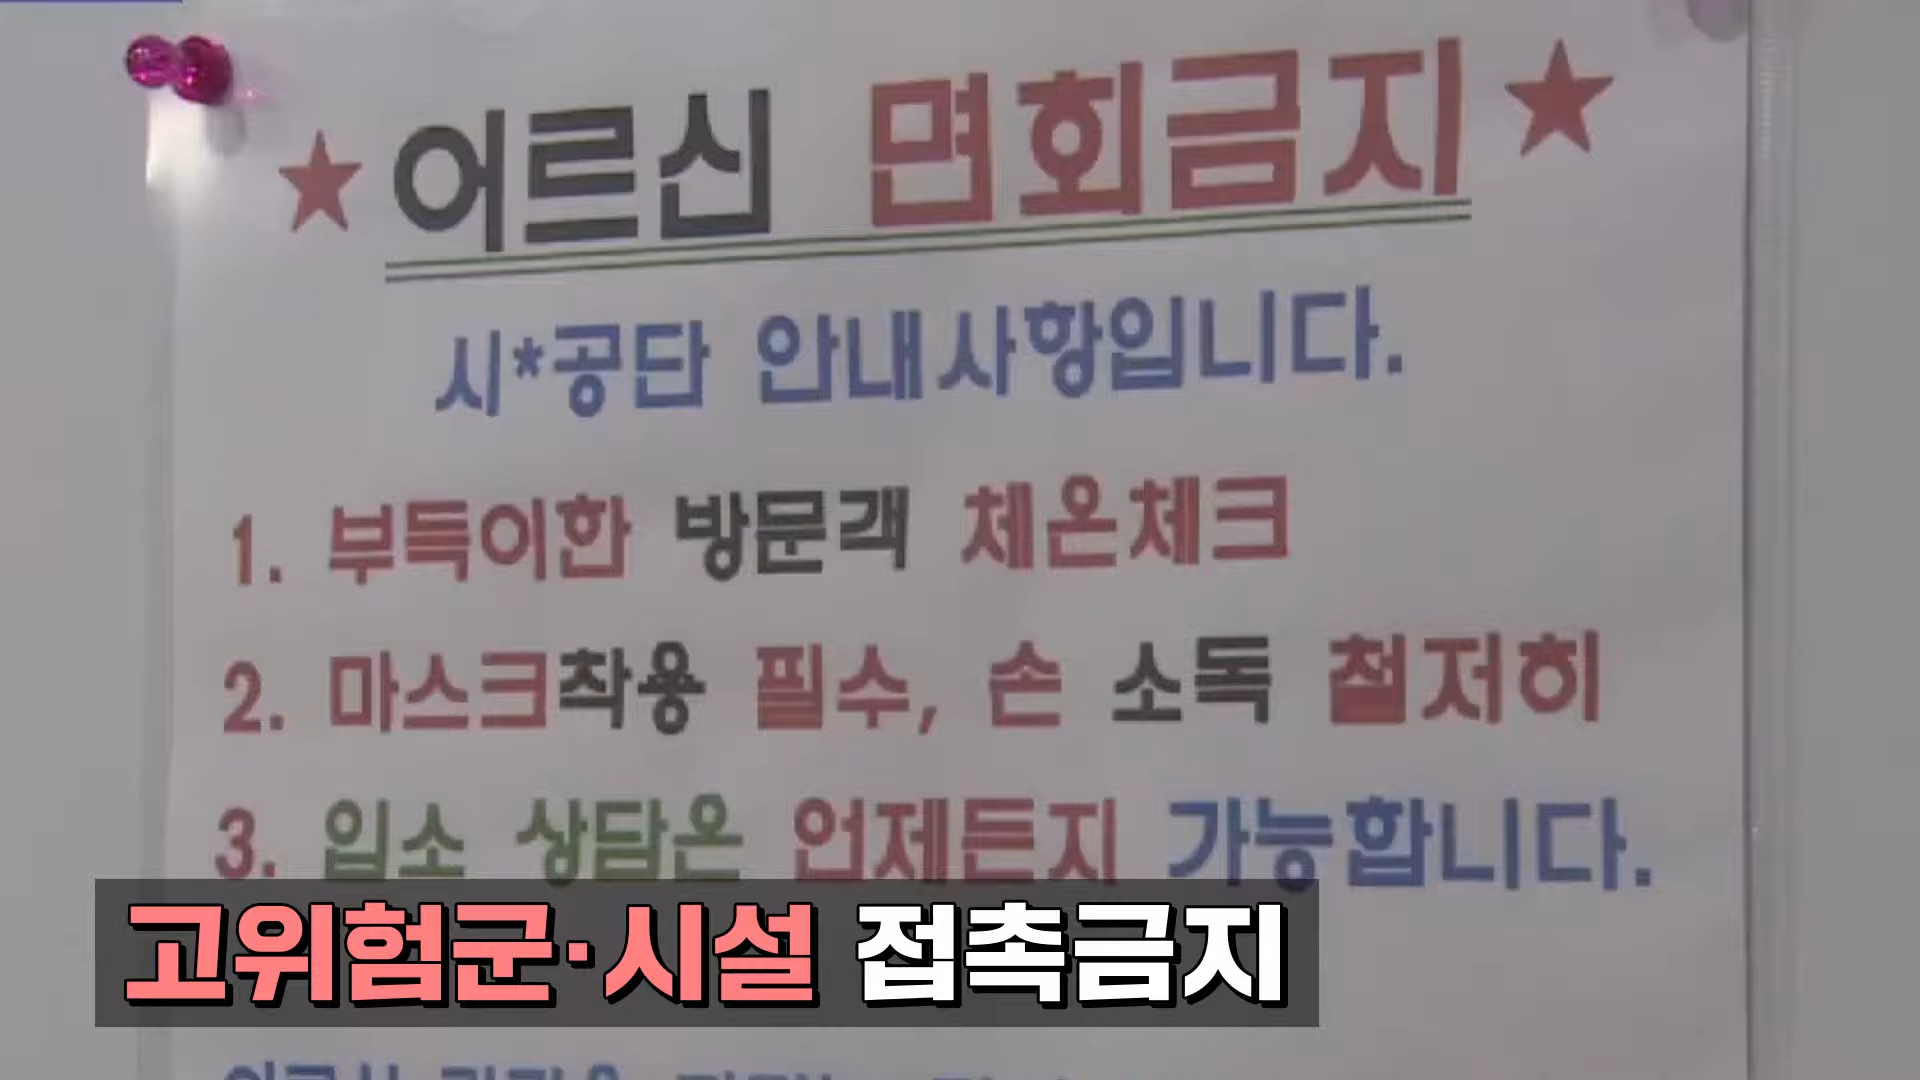 ★ 어르신 면회금지 ★
시*공단 안내사항입니다.
1. 부득이한 방문객 체온체크
2. 마스크착용 필수, 손 소독 철저히
3. 입소 상담은 언제든지 가능합니다.
고위험군·시설 접촉금지